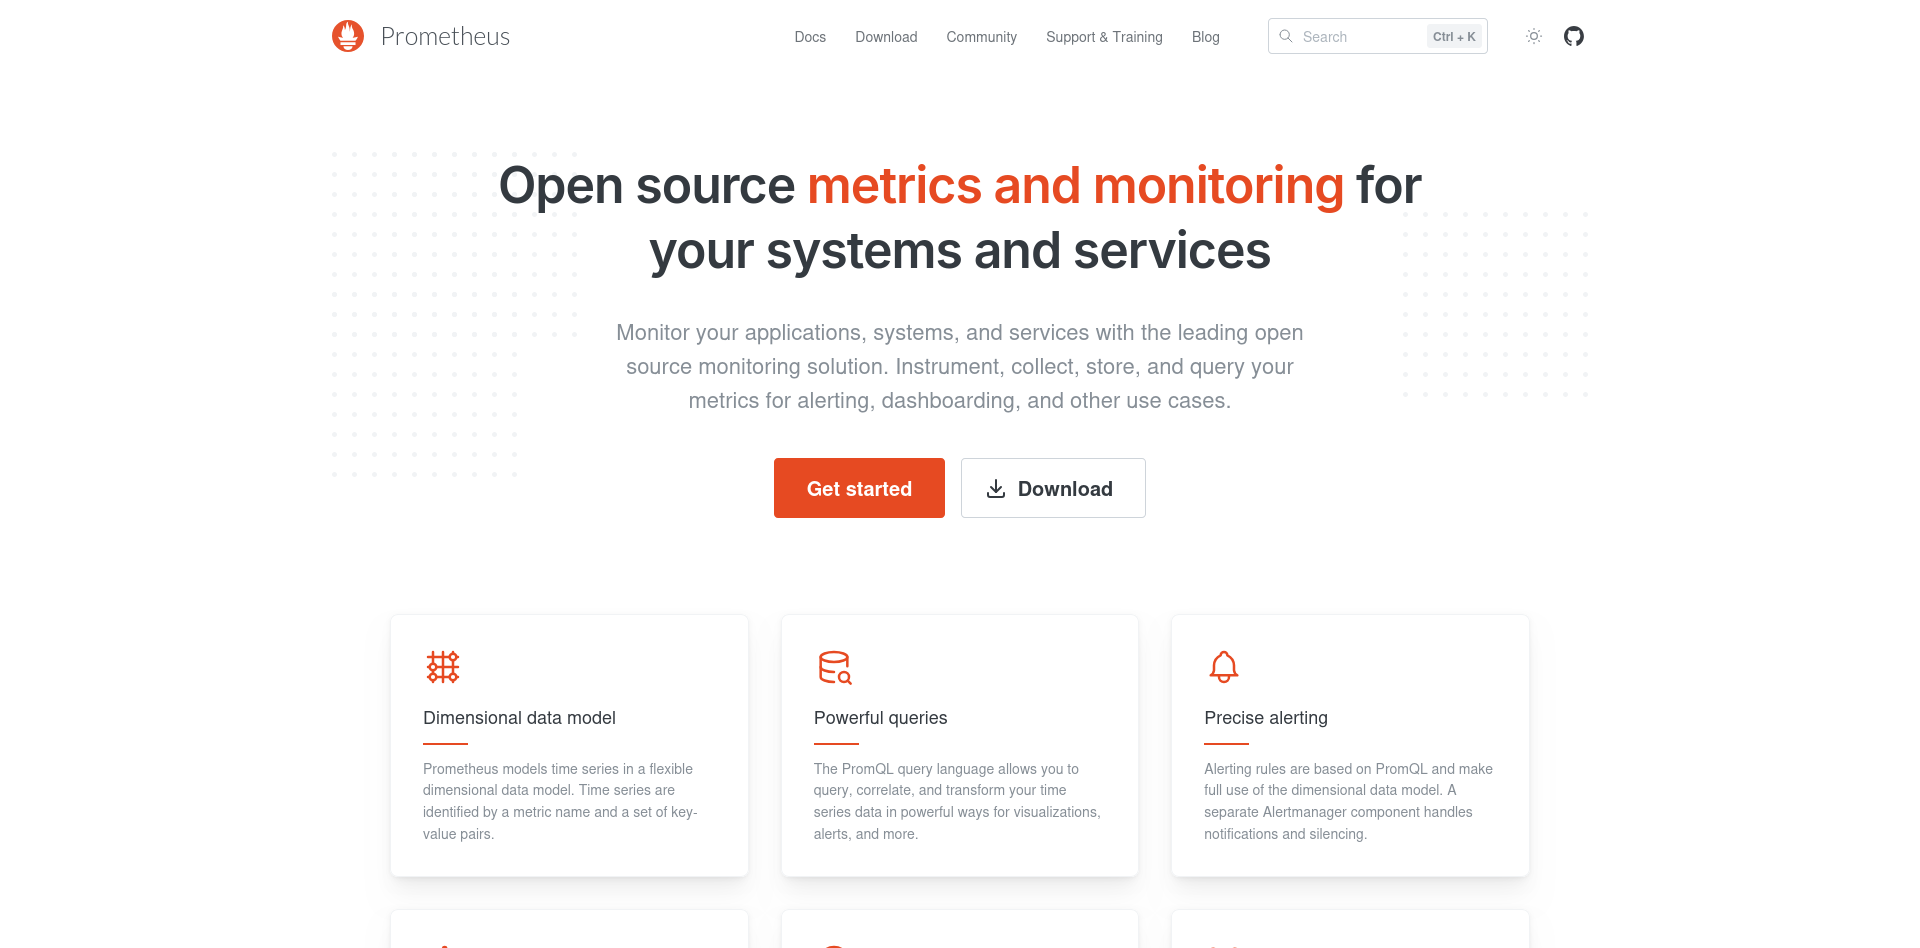 Prometheus
Docs
Download
Community
Support & Training
Blog
Search
Ctrl + K
Open source metrics and monitoring for
your systems and services
Monitor your applications, systems, and services with the leading open
source monitoring solution. Instrument, collect, store, and query your
metrics for alerting, dashboarding, and other use cases.
Get started
Download
Dimensional data model
Prometheus models time series in a flexible
dimensional data model. Time series are
identified by a metric name and a set of key-
value pairs.
Powerful queries
The PromQL query language allows you to
query, correlate, and transform your time
series data in powerful ways for visualizations,
alerts, and more.
Precise alerting
Alerting rules are based on PromQL and make
full use of the dimensional data model. A
separate Alertmanager component handles
notifications and silencing.